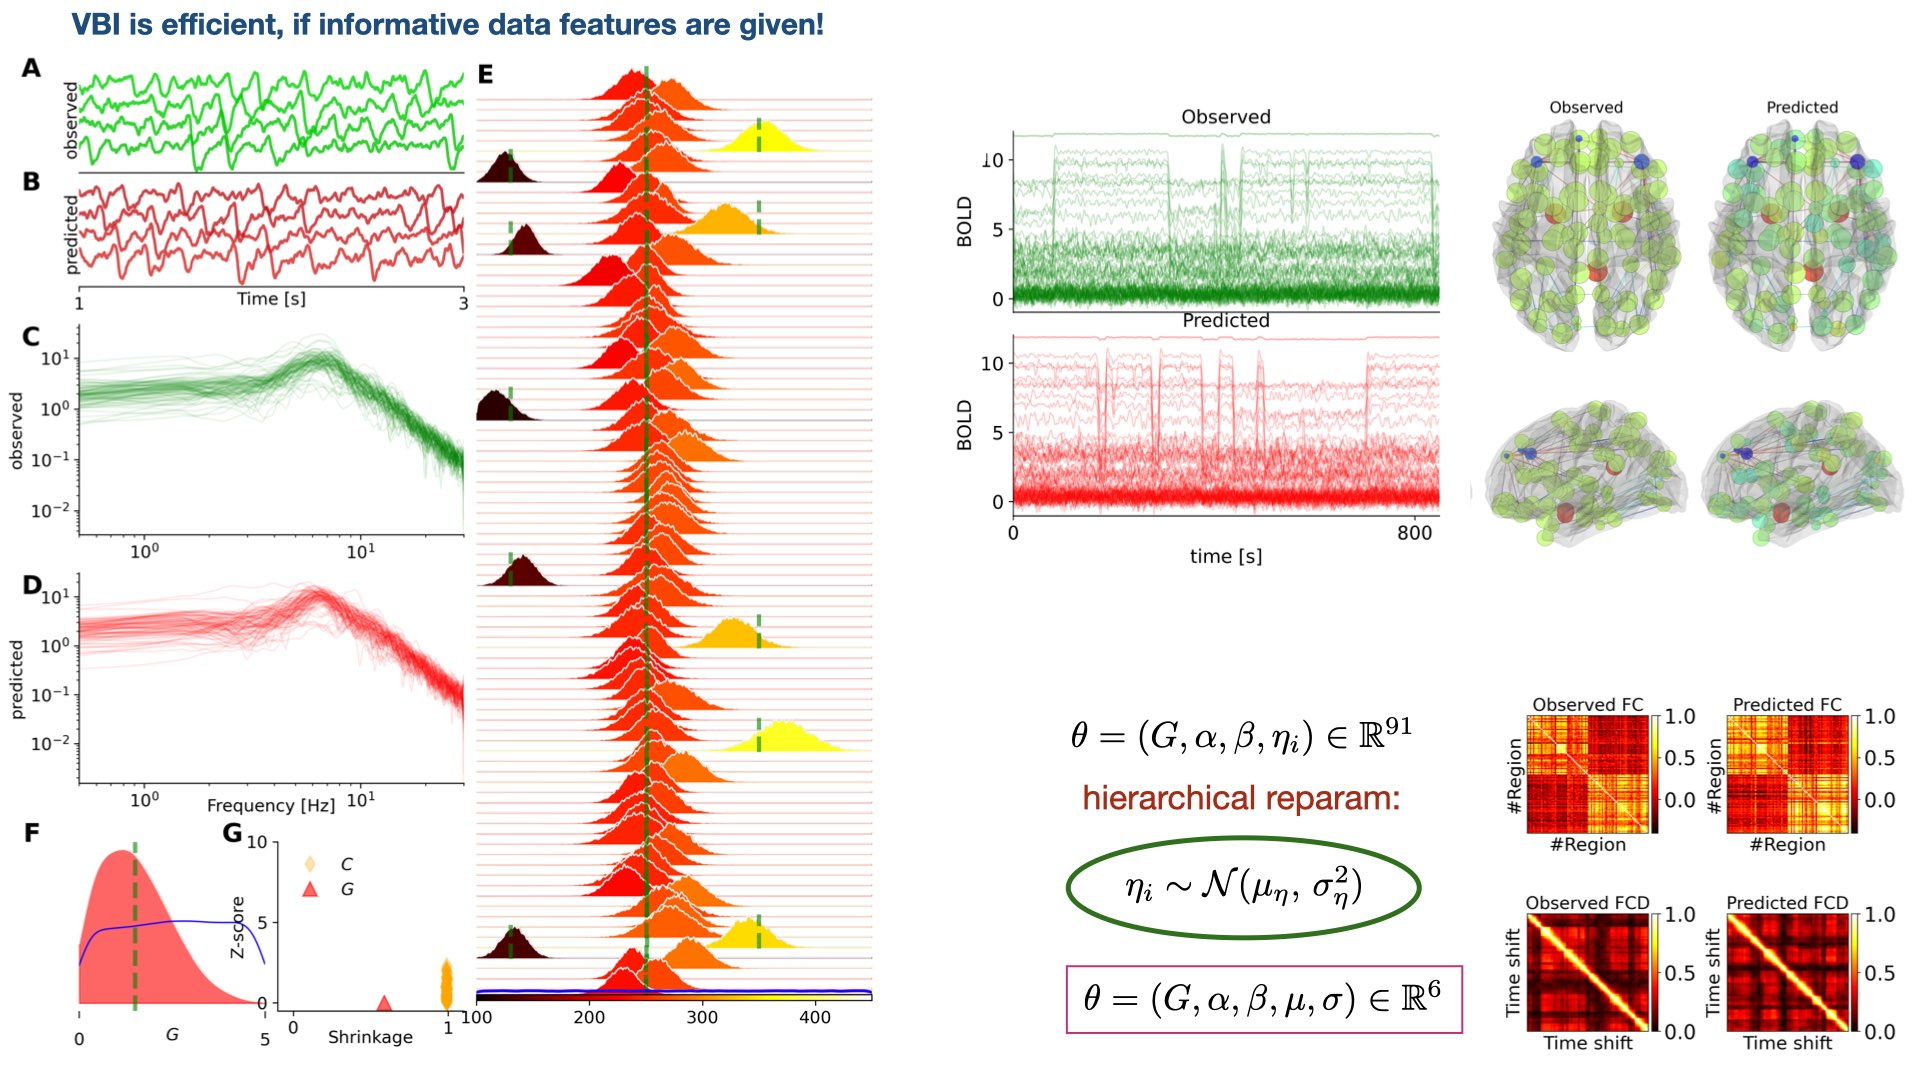 VBI is efficient, if informative data features are given!
A
observed
B
predicted
1
Time [s]
3
C
observed
10¹
10⁰
10⁻¹
10⁻²
10⁰
10¹
D
predicted
10¹
10⁰
10⁻¹
10⁻²
10⁰
Frequency [Hz]
10¹
F
0
G
5
G
10
5
0
Z-score
C
G
0
Shrinkage
1
E
100
200
300
400
Observed
BOLD
10
5
0
Predicted
BOLD
10
5
0
0
800
time [s]
Observed
Predicted
θ = (G, α, β, ηᵢ) ∈ ℝ⁹¹
hierarchical reparam:
ηᵢ ∼ 𝒩(μ_η, σ_η²)
θ = (G, α, β, μ, σ) ∈ ℝ⁶
Observed FC
#Region
#Region
1.0
0.5
0.0
Predicted FC
#Region
#Region
1.0
0.5
0.0
Observed FCD
Time shift
Time shift
1.0
0.5
0.0
Predicted FCD
Time shift
Time shift
1.0
0.5
0.0